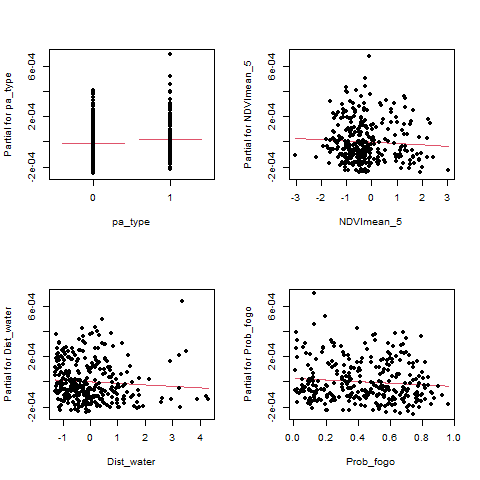 Partial for pa_type
-2e-04 2e-04 6e-04
0 1
pa_type
Partial for NDVImean_5
-2e-04 2e-04 6e-04
-3 -2 -1 0 1 2 3
NDVImean_5
Partial for Dist_water
-2e-04 2e-04 6e-04
-1 0 1 2 3 4
Dist_water
Partial for Prob_fogo
-2e-04 2e-04 6e-04
0.0 0.2 0.4 0.6 0.8 1.0
Prob_fogo